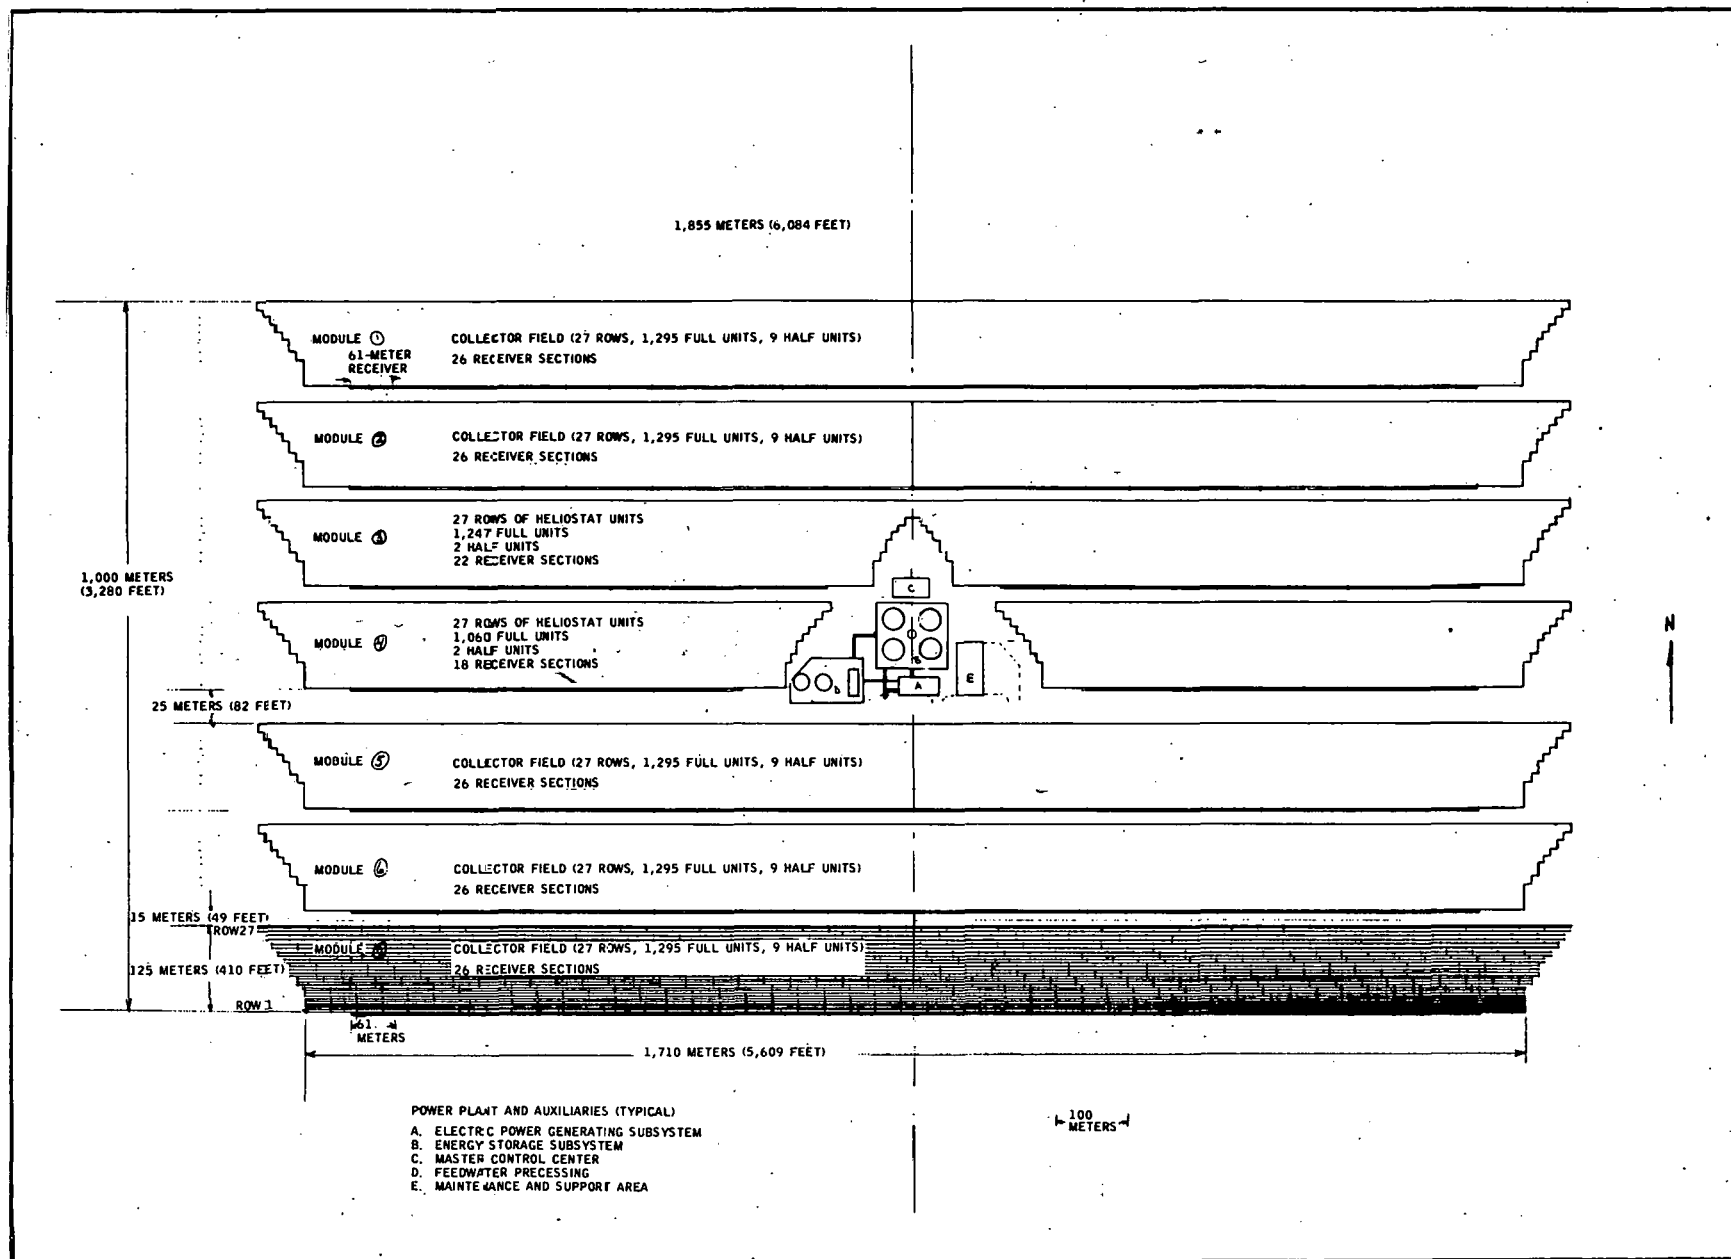 1,855 METERS (6,084 FEET)
MODULE ① COLLECTOR FIELD (27 ROWS, 1,295 FULL UNITS, 9 HALF UNITS)
61-METER
RECEIVER
26 RECEIVER SECTIONS
MODULE ② COLLECTOR FIELD (27 ROWS, 1,295 FULL UNITS, 9 HALF UNITS)
26 RECEIVER SECTIONS
MODULE ③
27 ROWS OF HELIOSTAT UNITS
1,247 FULL UNITS
2 HALF UNITS
22 RECEIVER SECTIONS
1,000 METERS
(3,280 FEET)
C
MODULE ④
27 ROWS OF HELIOSTAT UNITS
1,060 FULL UNITS
2 HALF UNITS
18 RECEIVER SECTIONS
B
D
A
E
N
25 METERS (82 FEET)
MODULE ⑤ COLLECTOR FIELD (27 ROWS, 1,295 FULL UNITS, 9 HALF UNITS)
26 RECEIVER SECTIONS
MODULE ⑥ COLLECTOR FIELD (27 ROWS, 1,295 FULL UNITS, 9 HALF UNITS)
26 RECEIVER SECTIONS
15 METERS (49 FEET)
ROW27
MODULE COLLECTOR FIELD (27 ROWS, 1,295 FULL UNITS, 9 HALF UNITS)
26 RECEIVER SECTIONS
125 METERS (410 FEET)
ROW 1
61
METERS
1,710 METERS (5,609 FEET)
100
METERS
POWER PLANT AND AUXILIARIES (TYPICAL)
A. ELECTRIC POWER GENERATING SUBSYSTEM
B. ENERGY STORAGE SUBSYSTEM
C. MASTER CONTROL CENTER
D. FEEDWATER PRECESSING
E. MAINTENANCE AND SUPPORT AREA